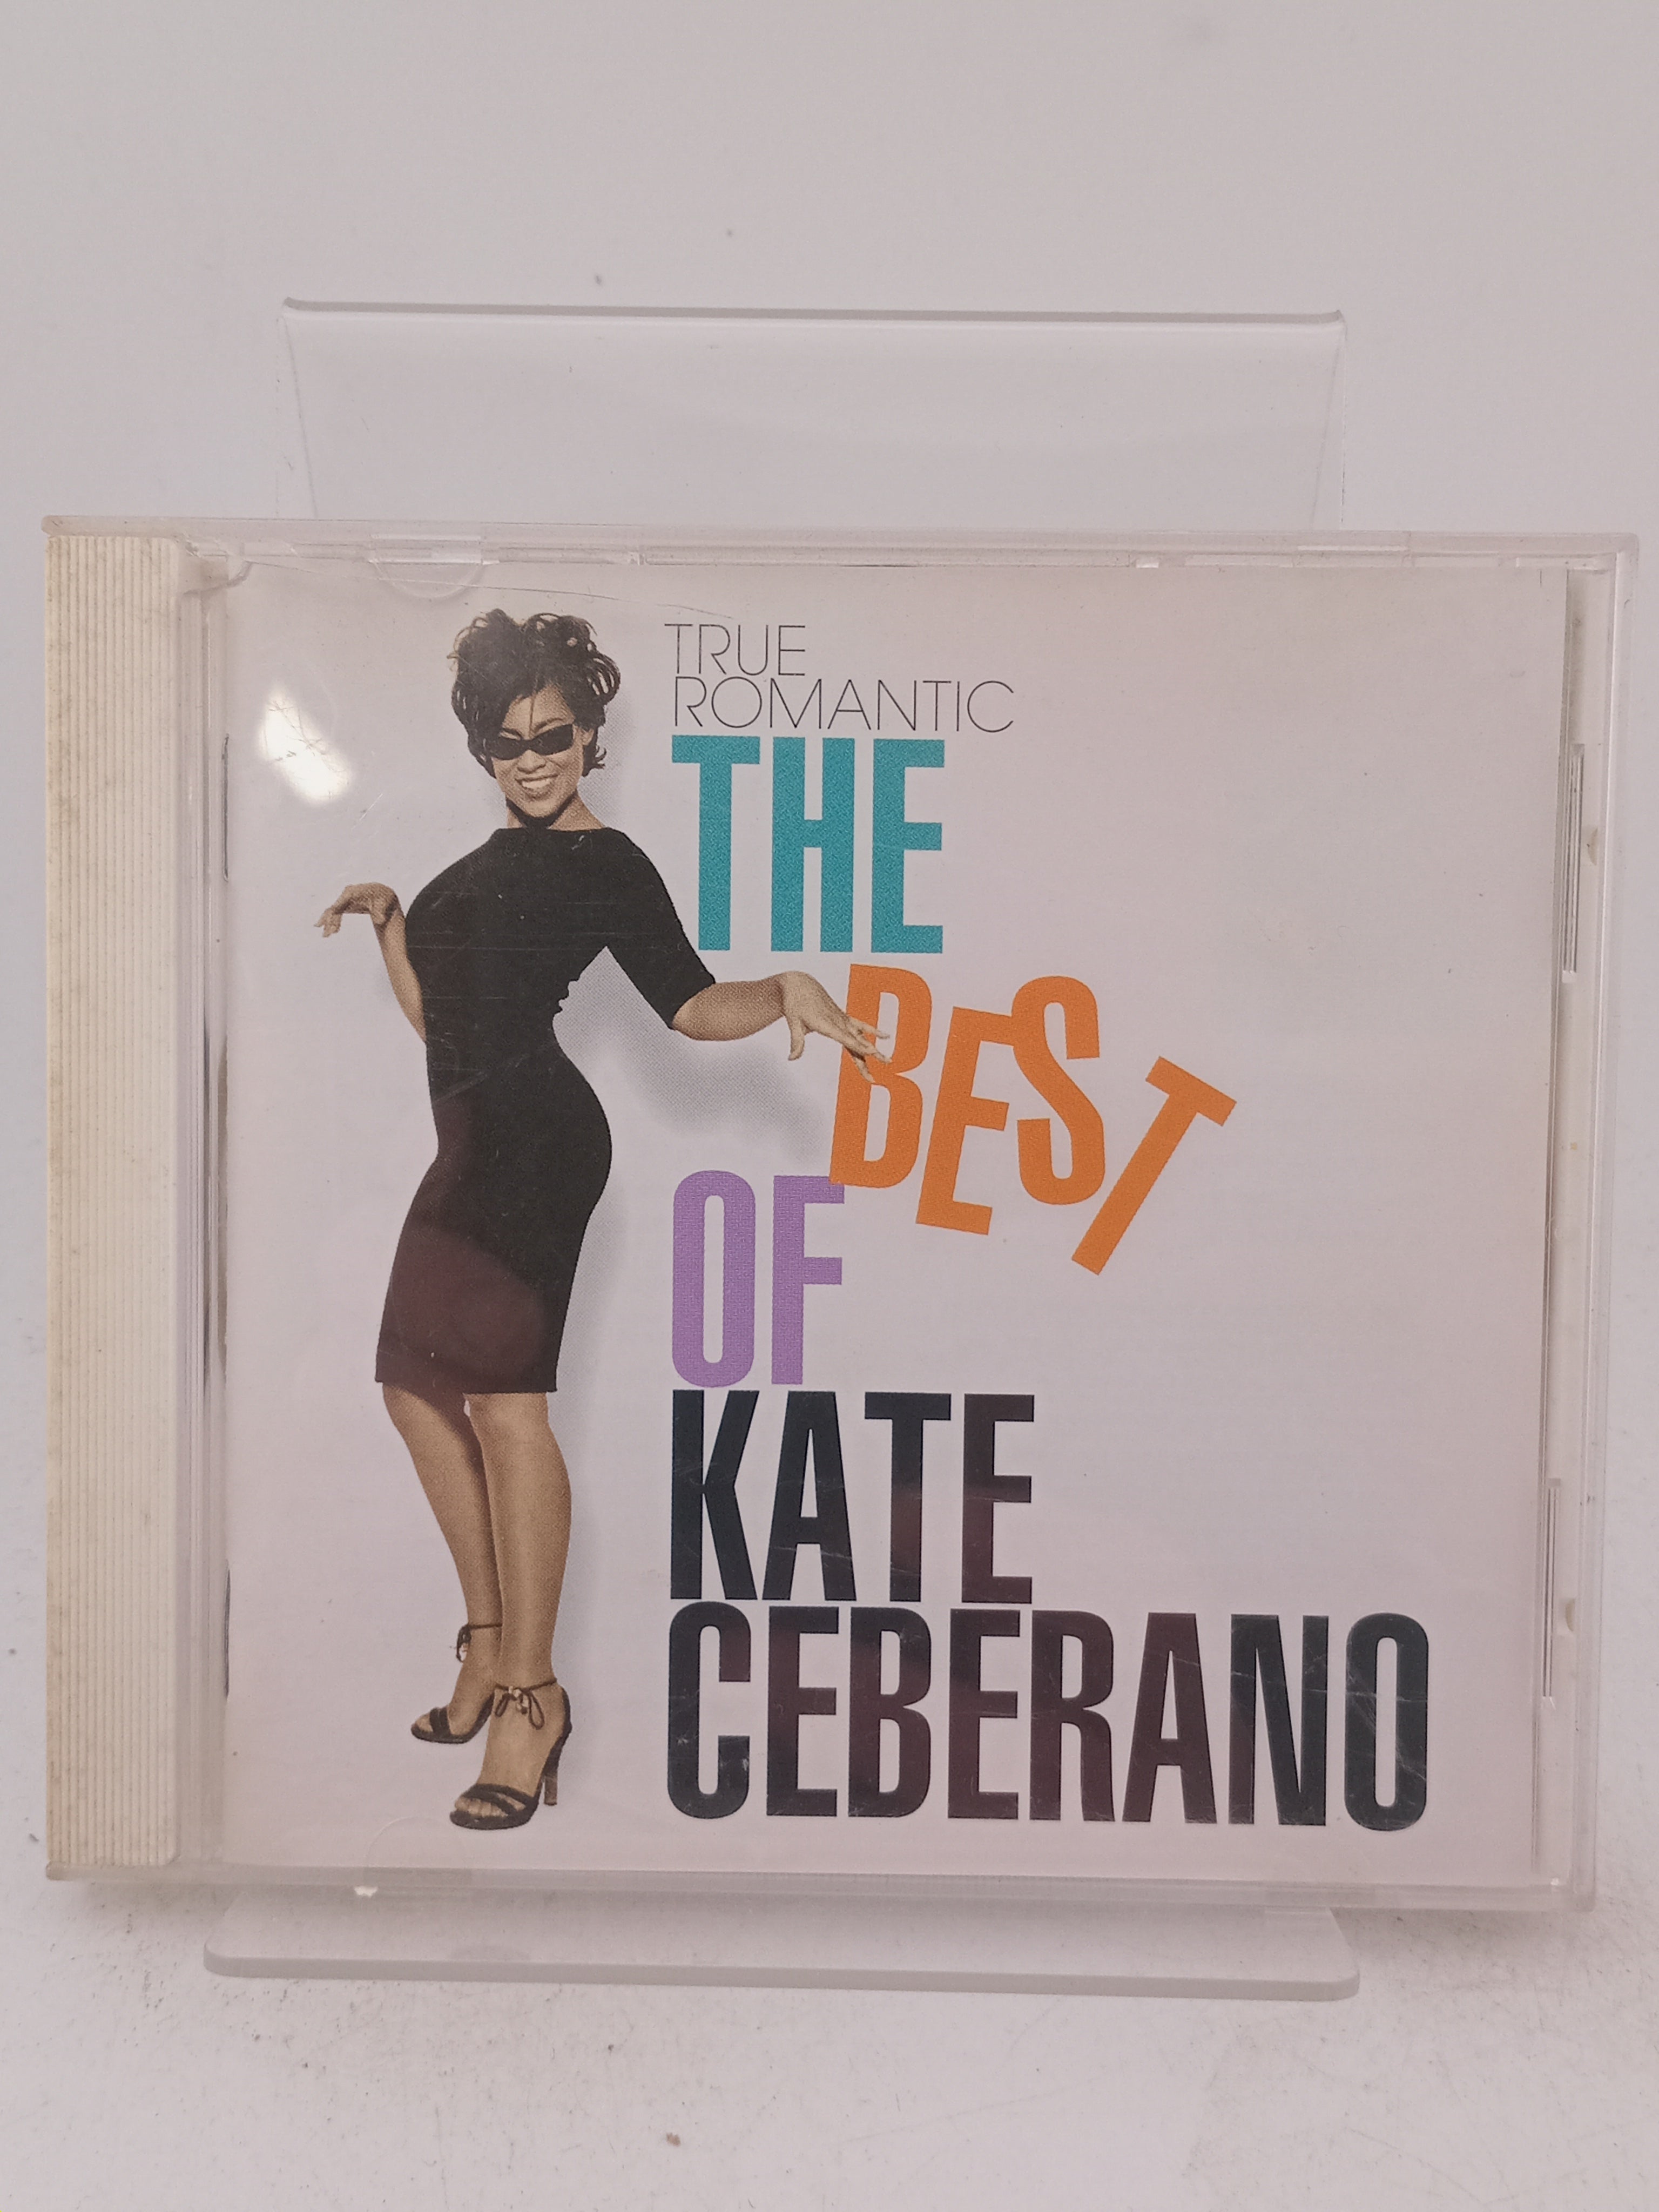 TRUE
ROMANTIC
THE
BEST
OF
KATE
CEBERANO